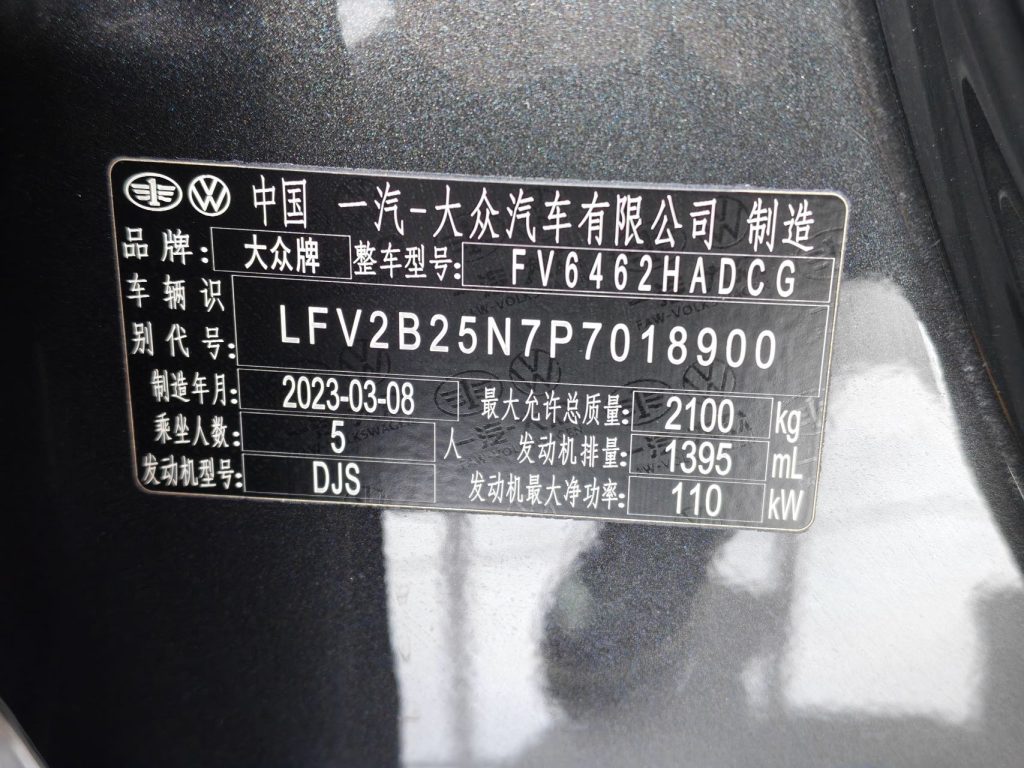 中国 一汽-大众汽车有限公司 制造
品牌: 大众牌 整车型号: FV6462HADCG
车辆识别代号: LFV2B25N7P7018900
制造年月: 2023-03-08 最大允许总质量: 2100 kg
乘坐人数: 5 人 发动机排量: 1395 mL
发动机型号: DJS 发动机最大净功率: 110 kW